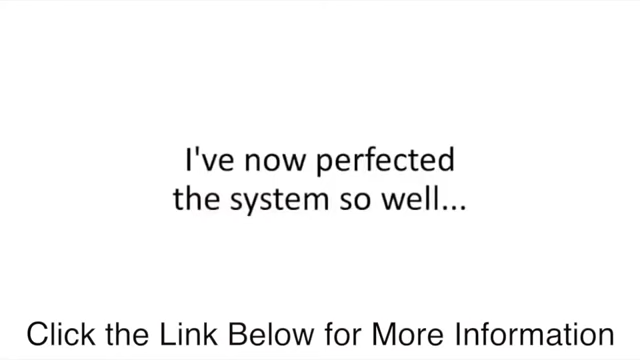 I've now perfected
the system so well...
Click the Link Below for More Information